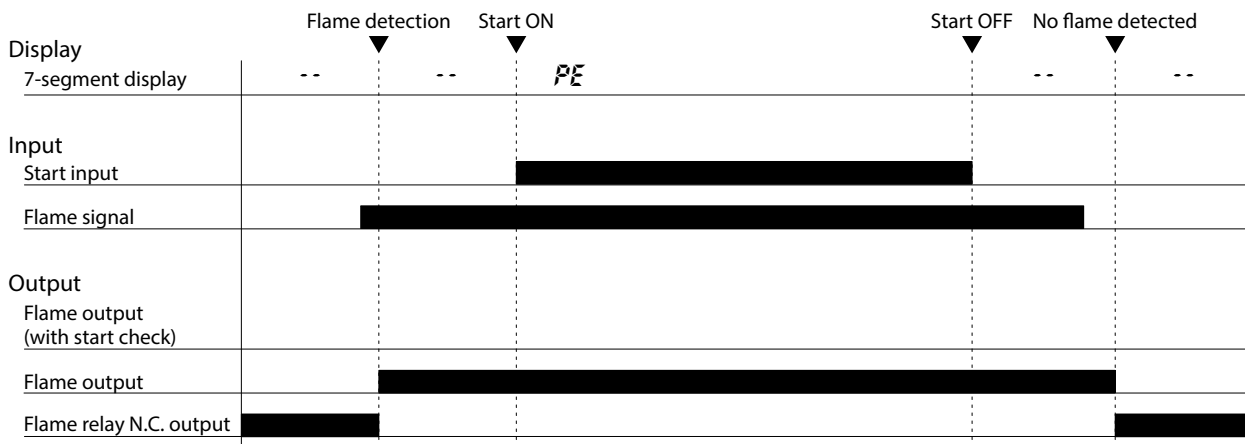 Flame detection Start ON Start OFF No flame detected
Display
7-segment display -- -- PE -- --
Input
Start input
Flame signal
Output
Flame output
(with start check)
Flame output
Flame relay N.C. output